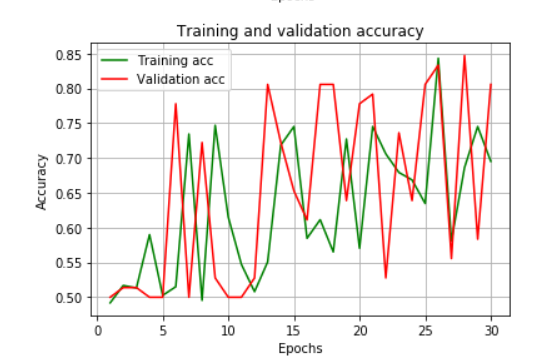 Epochs
Training and validation accuracy
Training acc
Validation acc
0.85
0.80
0.75
0.70
0.65
0.60
0.55
0.50
Accuracy
0 5 10 15 20 25 30
Epochs